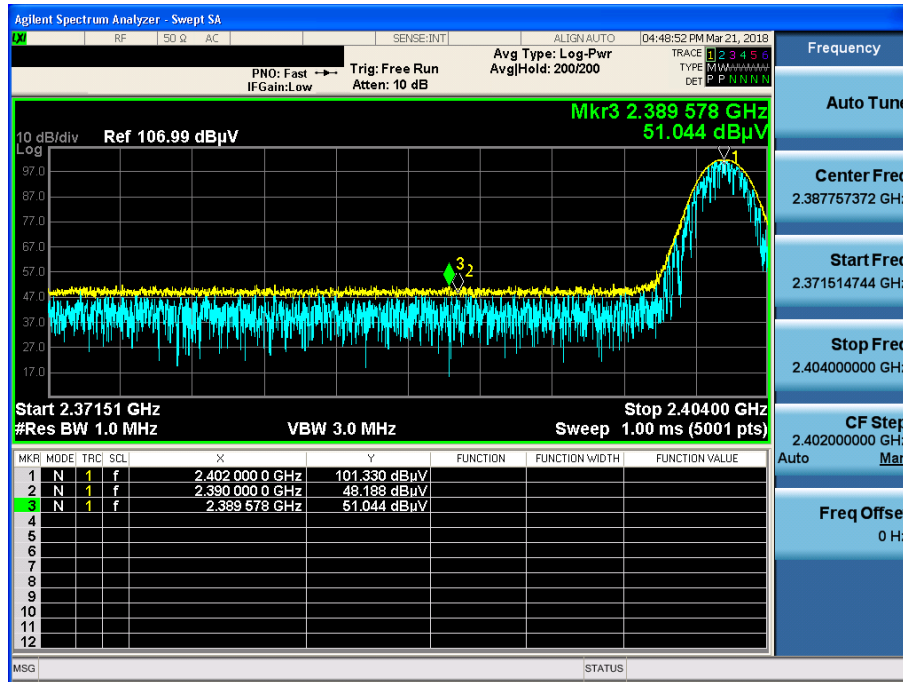 Agilent Spectrum Analyzer - Swept SA
LXI RF 50 Ω AC SENSE:INT ALIGN AUTO 04:48:52 PM Mar 21, 2018
PNO: Fast Trig: Free Run Avg Type: Log-Pwr TRACE 1 2 3 4 5 6
IFGain:Low Atten: 10 dB Avg|Hold: 200/200 TYPE M W
DET P P N N N N
Mkr3 2.389 578 GHz
51.044 dBµV
10 dB/div Ref 106.99 dBµV
Log
97.0
87.0
77.0
67.0
57.0
47.0
37.0
27.0
17.0
1
3
2
Start 2.37151 GHz Stop 2.40400 GHz
#Res BW 1.0 MHz VBW 3.0 MHz Sweep 1.00 ms (5001 pts)
MKR MODE TRC SCL X Y FUNCTION FUNCTION WIDTH FUNCTION VALUE
1 N 1 f 2.402 000 0 GHz 101.330 dBµV
2 N 1 f 2.390 000 0 GHz 48.188 dBµV
3 N 1 f 2.389 578 GHz 51.044 dBµV
4
5
6
7
8
9
10
11
12
MSG STATUS
Frequency
Auto Tune
Center Freq
2.387757372 GHz
Start Freq
2.371514744 GHz
Stop Freq
2.404000000 GHz
CF Step
2.402000000 GHz
Auto Man
Freq Offset
0 Hz